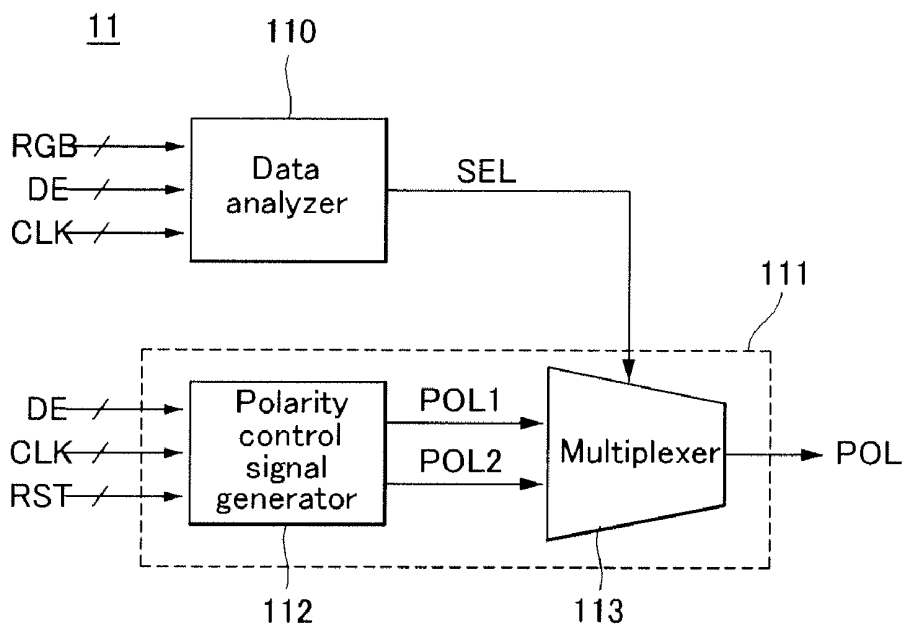 11
110
RGB
DE
CLK
Data
analyzer
SEL
111
DE
CLK
RST
Polarity
control
signal
generator
POL1
POL2
Multiplexer
POL
112
113